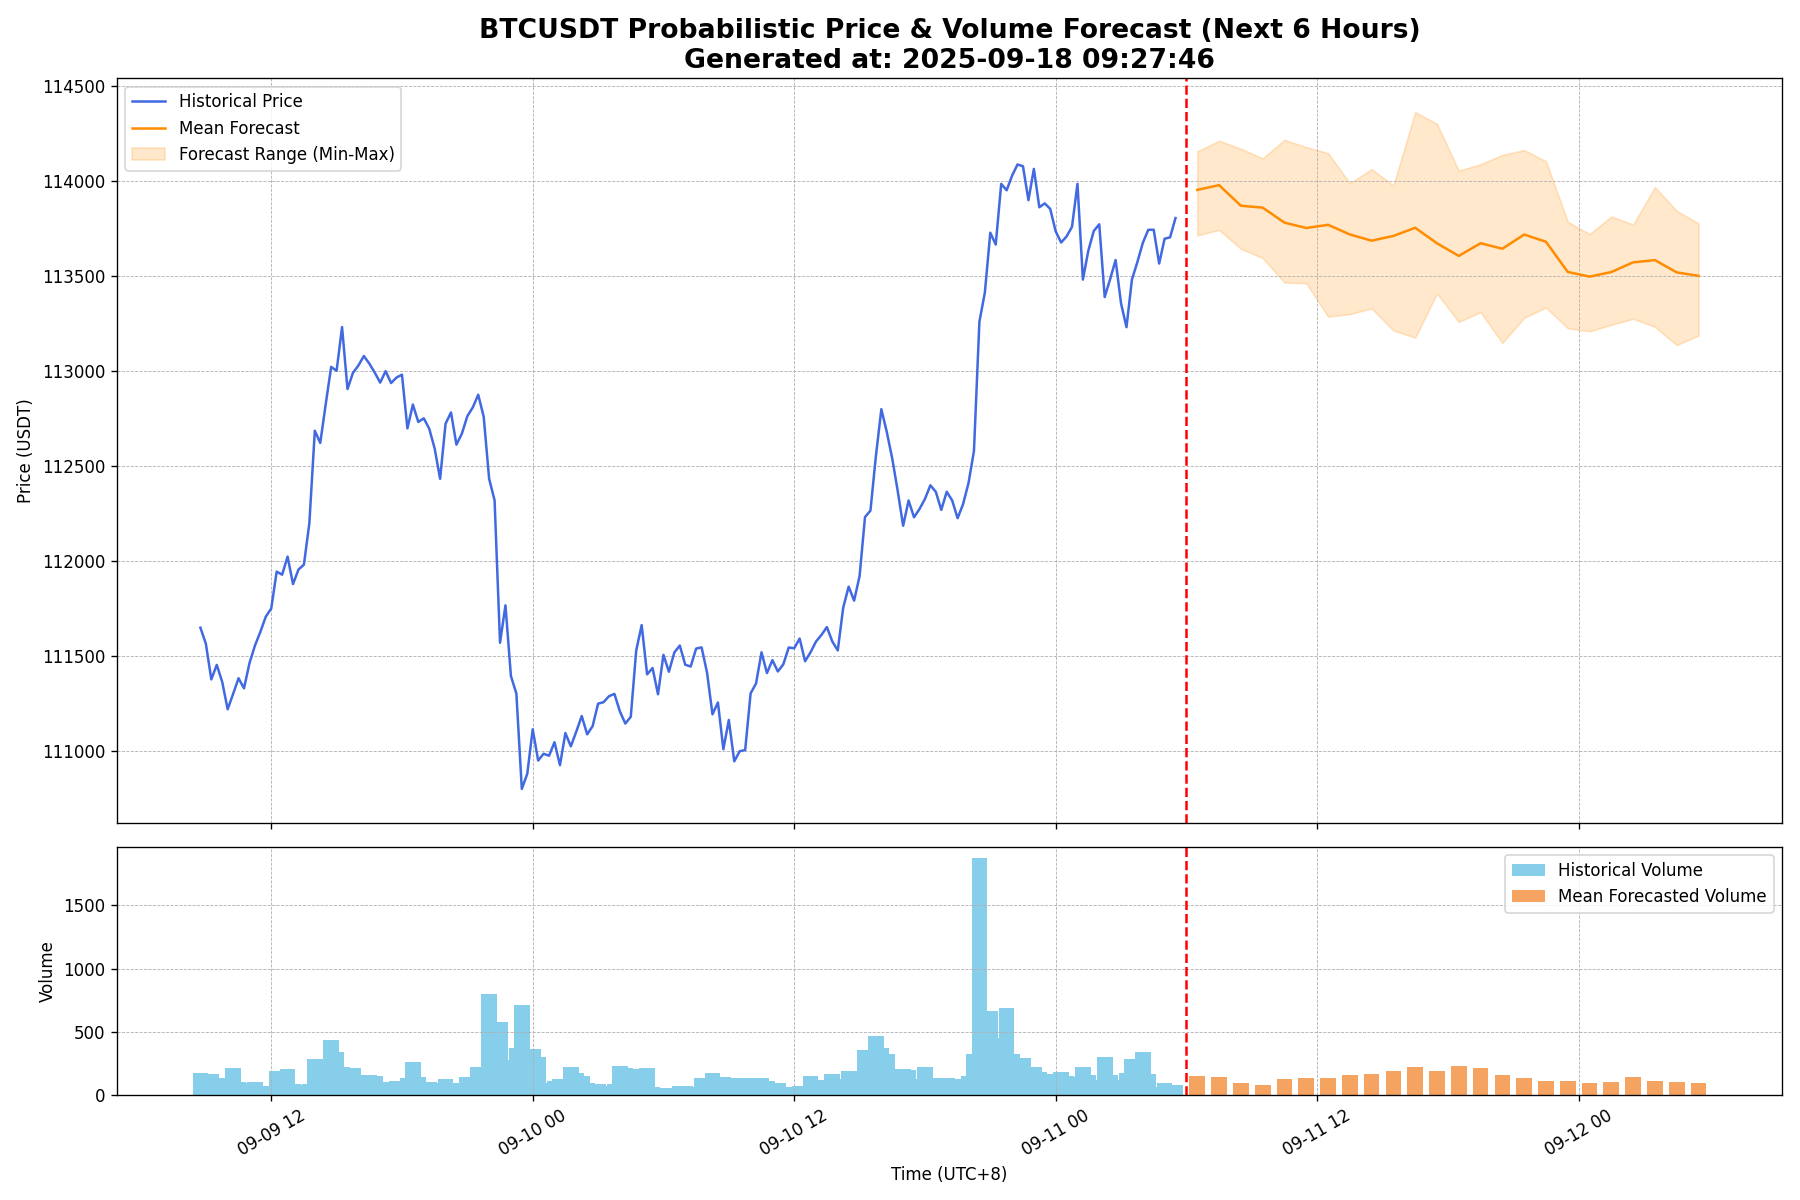 BTCUSDT Probabilistic Price & Volume Forecast (Next 6 Hours)
Generated at: 2025-09-18 09:27:46
Historical Price
Mean Forecast
Forecast Range (Min-Max)
114500
114000
113500
113000
112500
112000
111500
111000
Price (USDT)
Historical Volume
Mean Forecasted Volume
1500
1000
500
0
Volume
09-09 12
09-10 00
09-10 12
09-11 00
09-11 12
09-12 00
Time (UTC+8)